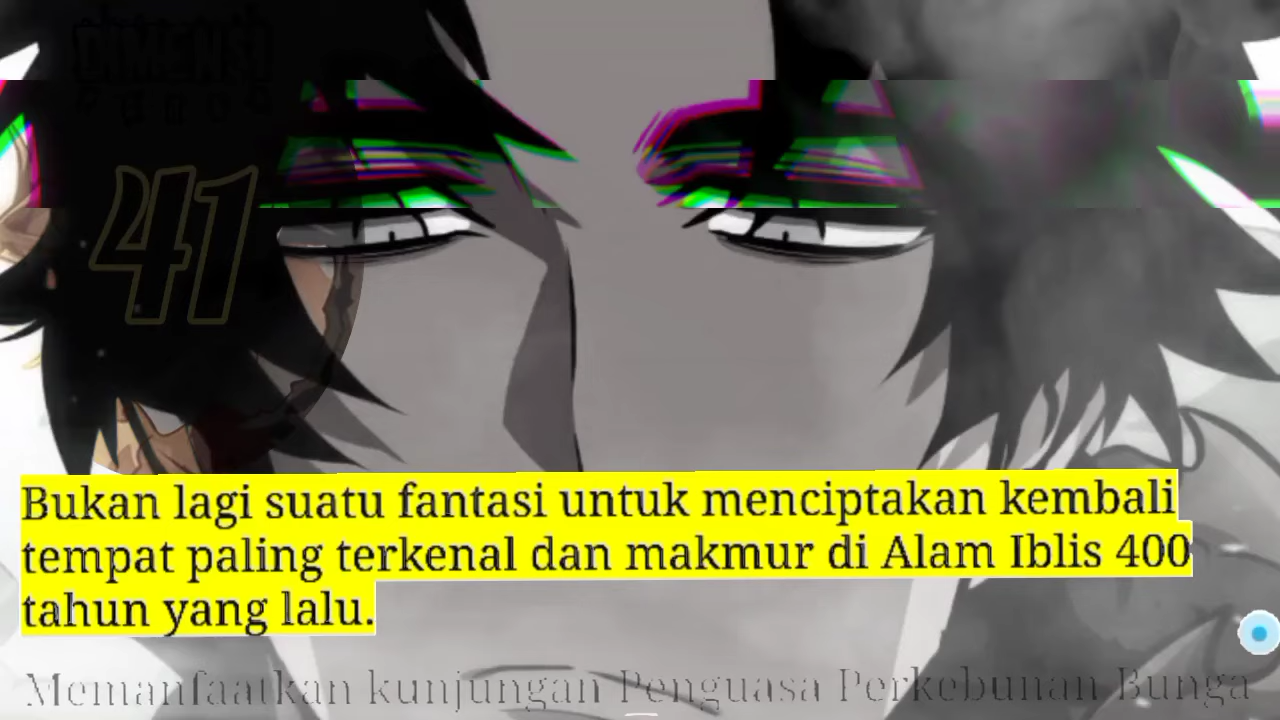 DIMENSI
41
Bukan lagi suatu fantasi untuk menciptakan kembali
tempat paling terkenal dan makmur di Alam Iblis 400
tahun yang lalu.
Memanfaatkan kunjungan Penguasa Perkebunan Bunga